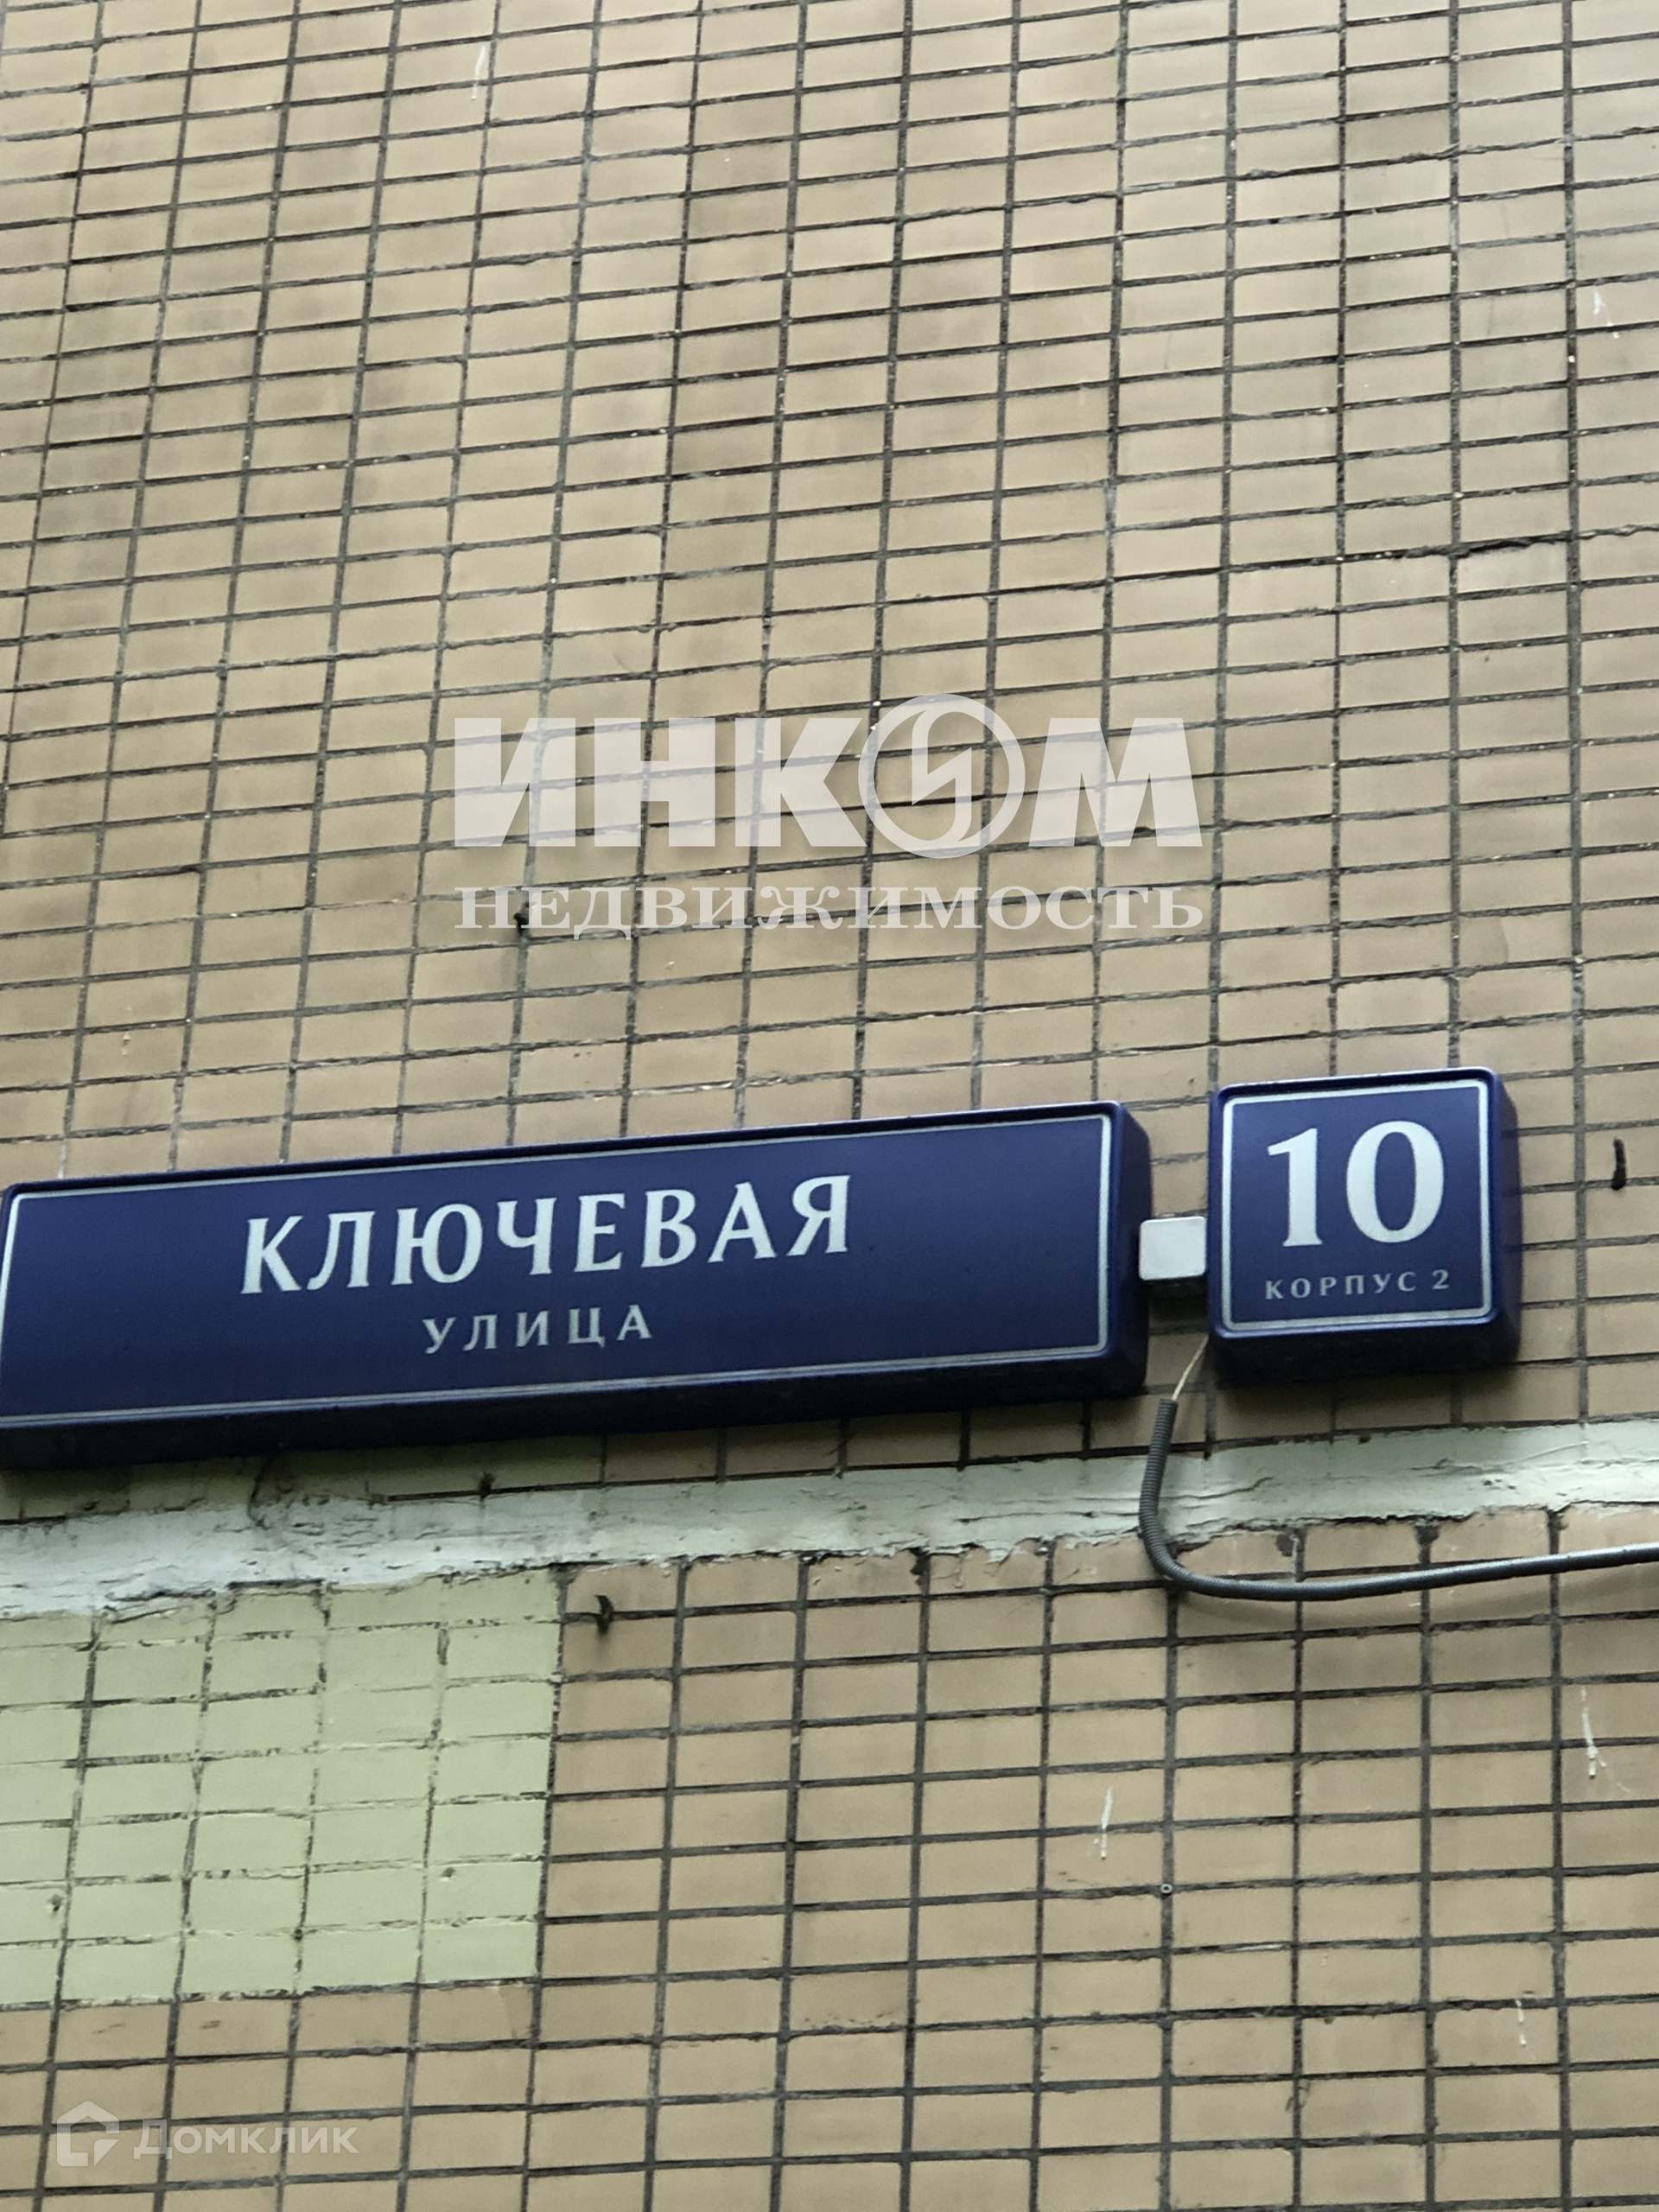 ИНКОМ
НЕДВИЖИМОСТЬ
КЛЮЧЕВАЯ
УЛИЦА
10
КОРПУС 2
Домклик